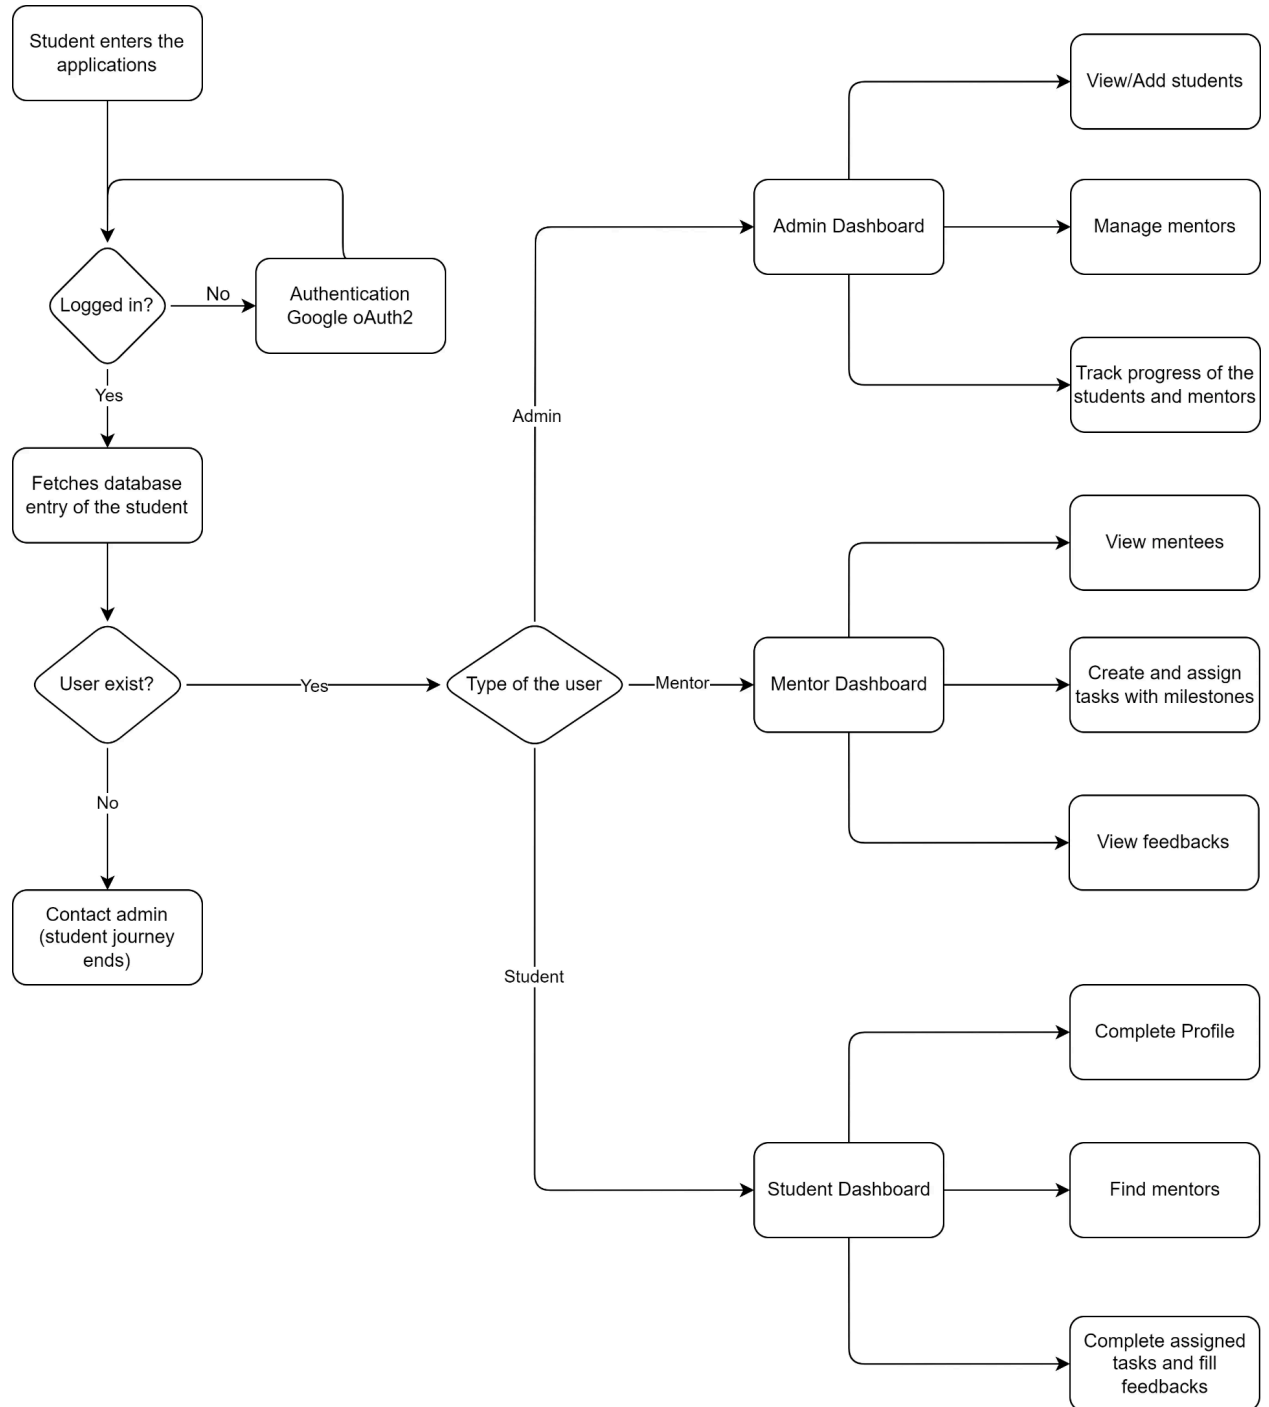 Student enters the
applications
Logged in?
No
Authentication
Google oAuth2
Yes
Fetches database
entry of the student
User exist?
Yes
No
Contact admin
(student journey
ends)
Type of the user
Admin
Mentor
Student
Admin Dashboard
View/Add students
Manage mentors
Track progress of the
students and mentors
Mentor Dashboard
View mentees
Create and assign
tasks with milestones
View feedbacks
Student Dashboard
Complete Profile
Find mentors
Complete assigned
tasks and fill
feedbacks